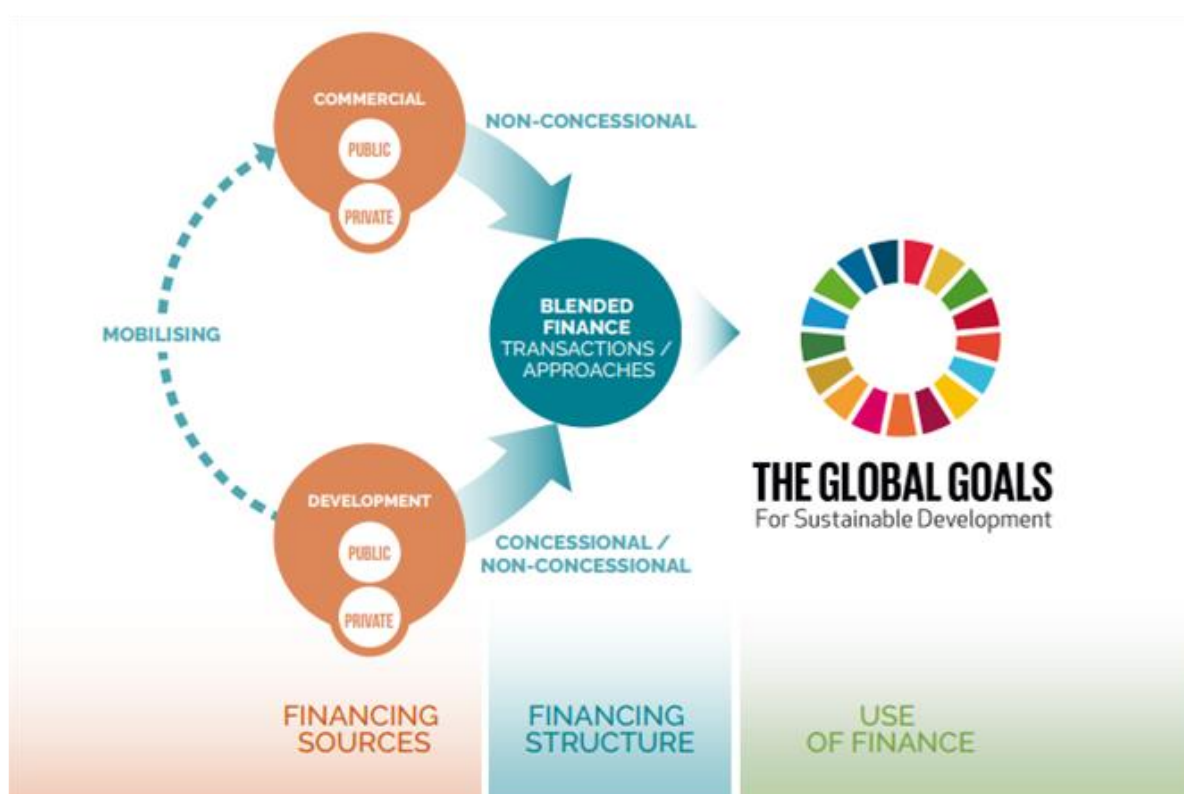 COMMERCIAL
PUBLIC
PRIVATE
NON-CONCESSIONAL
MOBILISING
BLENDED
FINANCE
TRANSACTIONS /
APPROACHES
DEVELOPMENT
PUBLIC
PRIVATE
CONCESSIONAL /
NON-CONCESSIONAL
THE GLOBAL GOALS
For Sustainable Development
FINANCING
SOURCES
FINANCING
STRUCTURE
USE
OF FINANCE